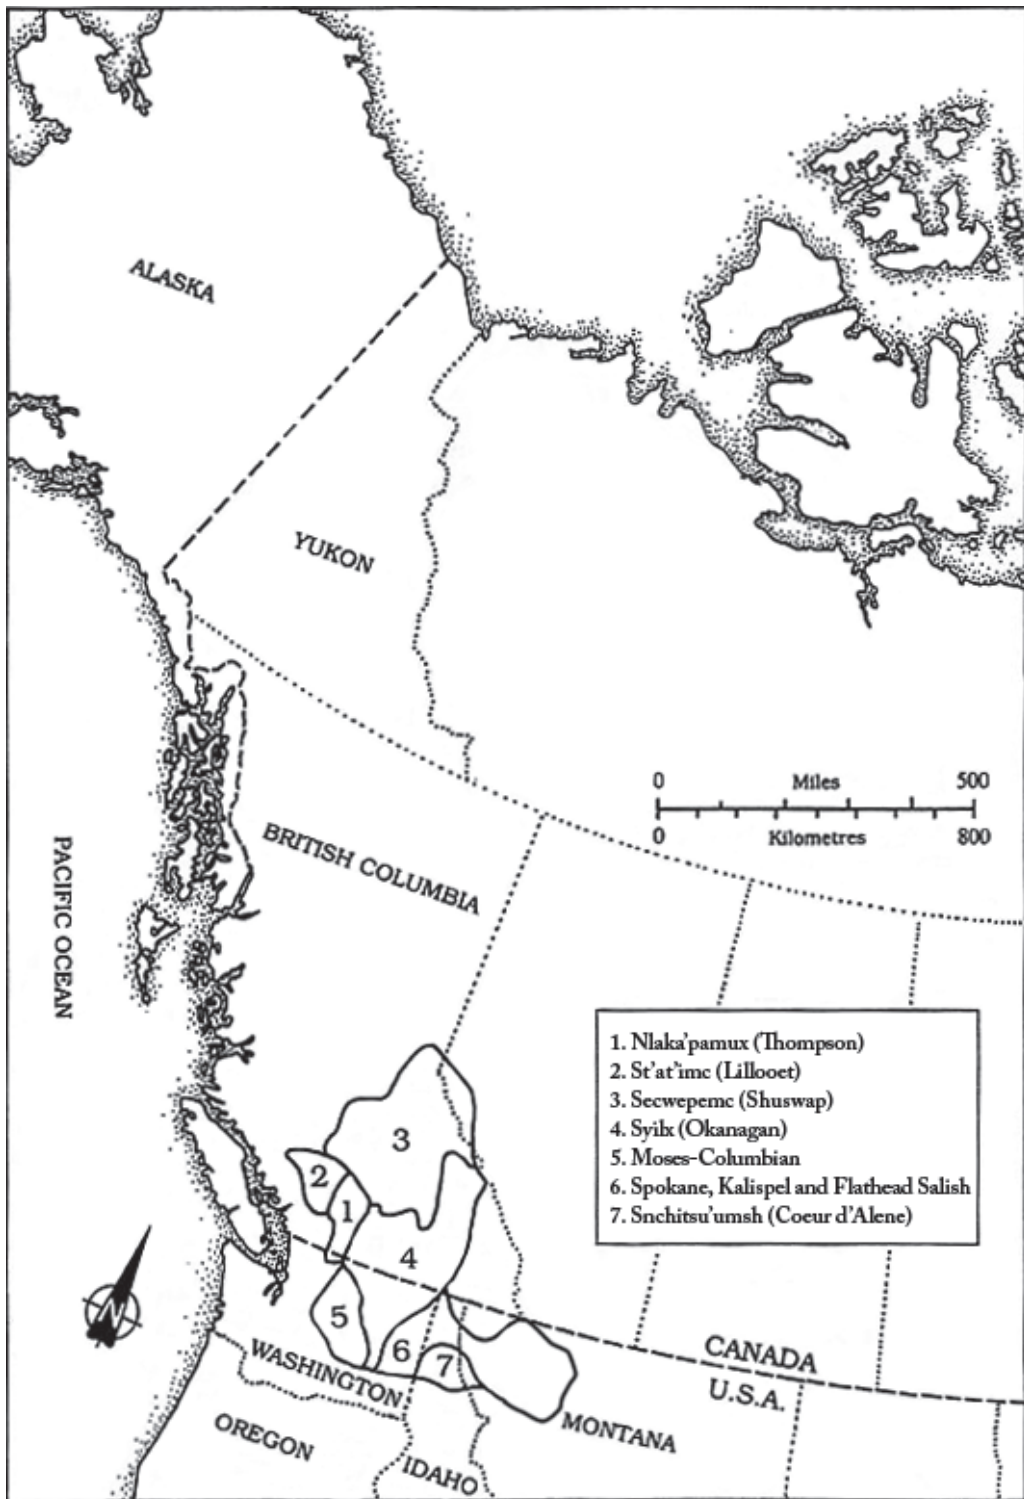 ALASKA
YUKON
0 Miles 500
0 Kilometres 800
BRITISH COLUMBIA
PACIFIC OCEAN
1. Nlaka'pamux (Thompson)
2. St'at'imc (Lillooet)
3. Secwepemc (Shuswap)
4. Syilx (Okanagan)
5. Moses-Columbian
6. Spokane, Kalispel and Flathead Salish
7. Snchitsu'umsh (Coeur d'Alene)
3
2
1
4
N
5
6
7
CANADA
U.S.A.
WASHINGTON
OREGON
IDAHO
MONTANA